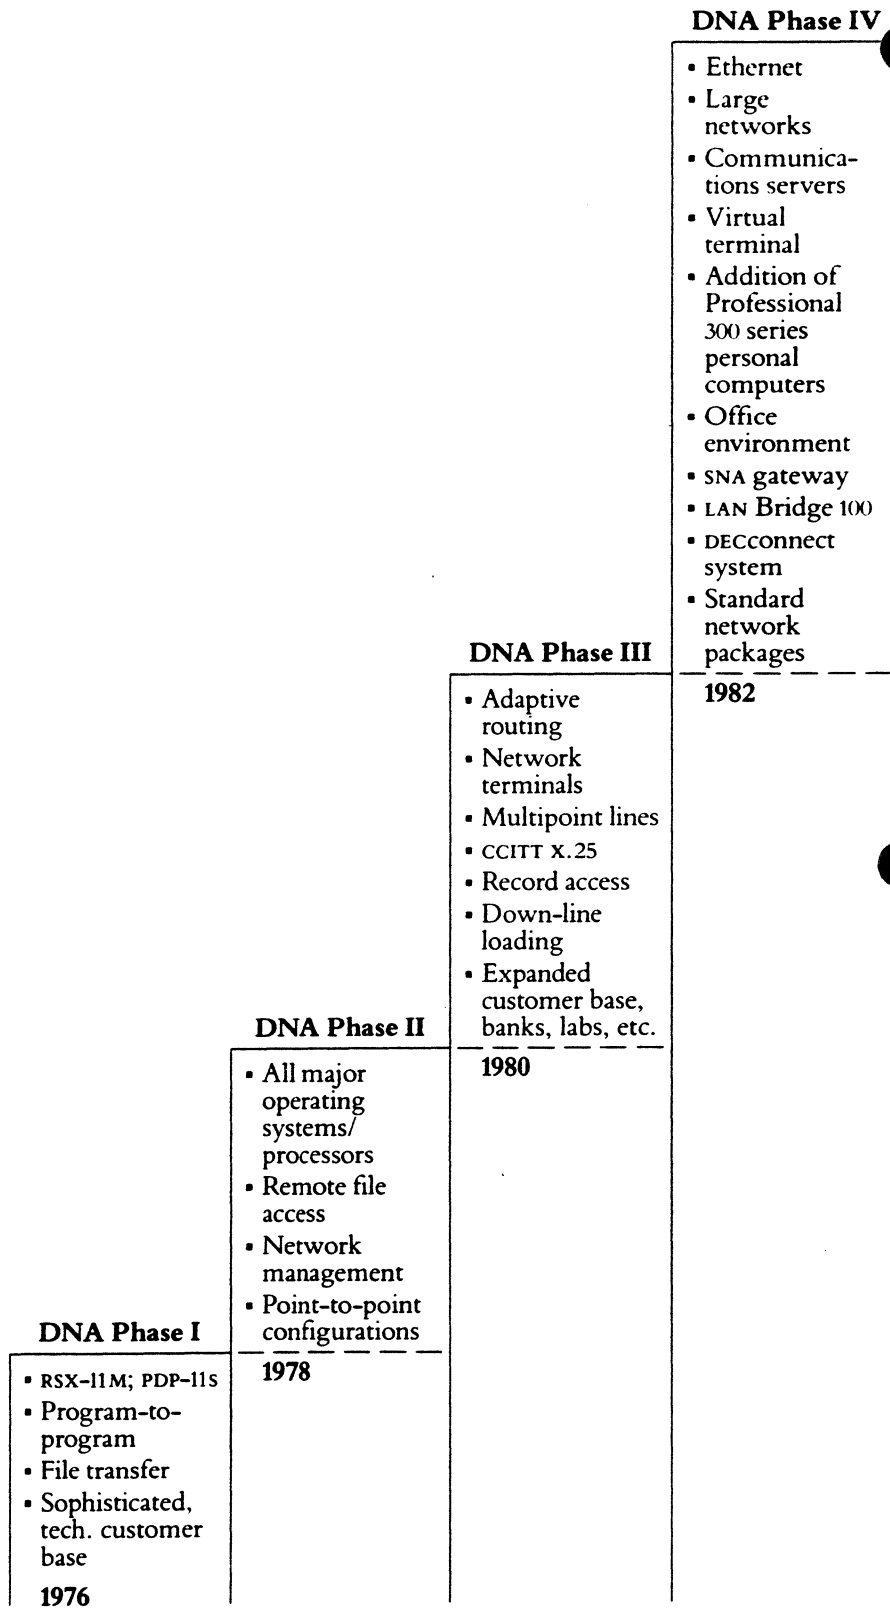 DNA Phase IV
▪ Ethernet
▪ Large
networks
▪ Communica-
tions servers
▪ Virtual
terminal
▪ Addition of
Professional
300 series
personal
computers
▪ Office
environment
▪ SNA gateway
▪ LAN Bridge 100
▪ DECconnect
system
▪ Standard
network
packages
1982
DNA Phase III
▪ Adaptive
routing
▪ Network
terminals
▪ Multipoint lines
▪ CCITT X.25
▪ Record access
▪ Down-line
loading
▪ Expanded
customer base,
banks, labs, etc.
1980
DNA Phase II
▪ All major
operating
systems/
processors
▪ Remote file
access
▪ Network
management
▪ Point-to-point
configurations
1978
DNA Phase I
▪ RSX-11M; PDP-11s
▪ Program-to-
program
▪ File transfer
▪ Sophisticated,
tech. customer
base
1976